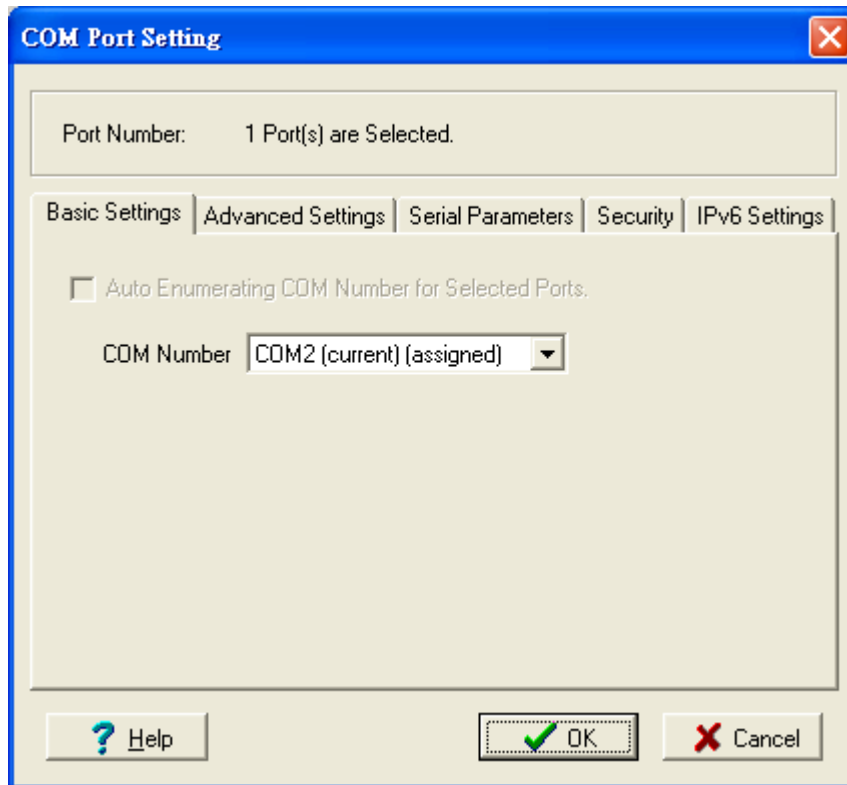 COM Port Setting
Port Number: 1 Port(s) are Selected.
Basic Settings Advanced Settings Serial Parameters Security IPv6 Settings
Auto Enumerating COM Number for Selected Ports.
COM Number COM2 (current) (assigned)
Help OK Cancel